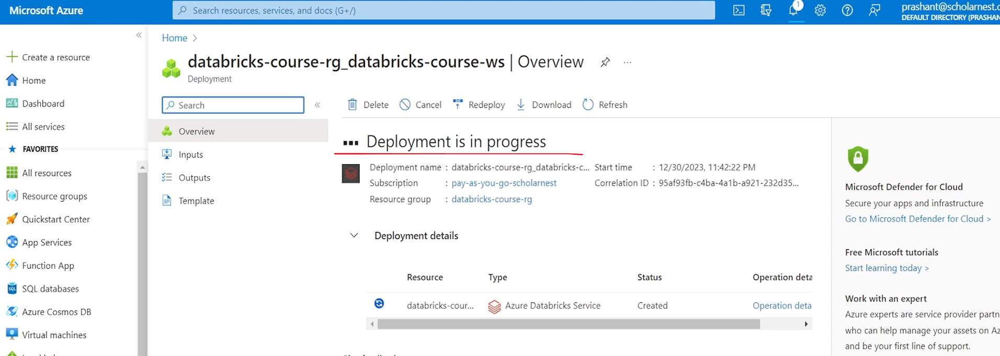 Microsoft Azure
Search resources, services, and docs (G+/)
1
prashant@scholarnest.c
DEFAULT DIRECTORY (PRASHAN
Create a resource
Home
Dashboard
All services
FAVORITES
All resources
Resource groups
Quickstart Center
App Services
Function App
SQL databases
Azure Cosmos DB
Virtual machines
Home >
databricks-course-rg_databricks-course-ws | Overview
Deployment
Search
Overview
Inputs
Outputs
Template
Delete
Cancel
Redeploy
Download
Refresh
Deployment is in progress
Deployment name : databricks-course-rg_databricks-c...
Subscription : pay-as-you-go-scholarnest
Resource group : databricks-course-rg
Start time : 12/30/2023, 11:42:22 PM
Correlation ID : 95af93fb-c4ba-4a1b-a921-232d35...
Deployment details
Resource Type Status Operation deta
databricks-cour... Azure Databricks Service Created Operation deta
Microsoft Defender for Cloud
Secure your apps and infrastructure
Go to Microsoft Defender for Cloud >
Free Microsoft tutorials
Start learning today >
Work with an expert
Azure experts are service provider partn
who can help manage your assets on Az
and be your first line of support.